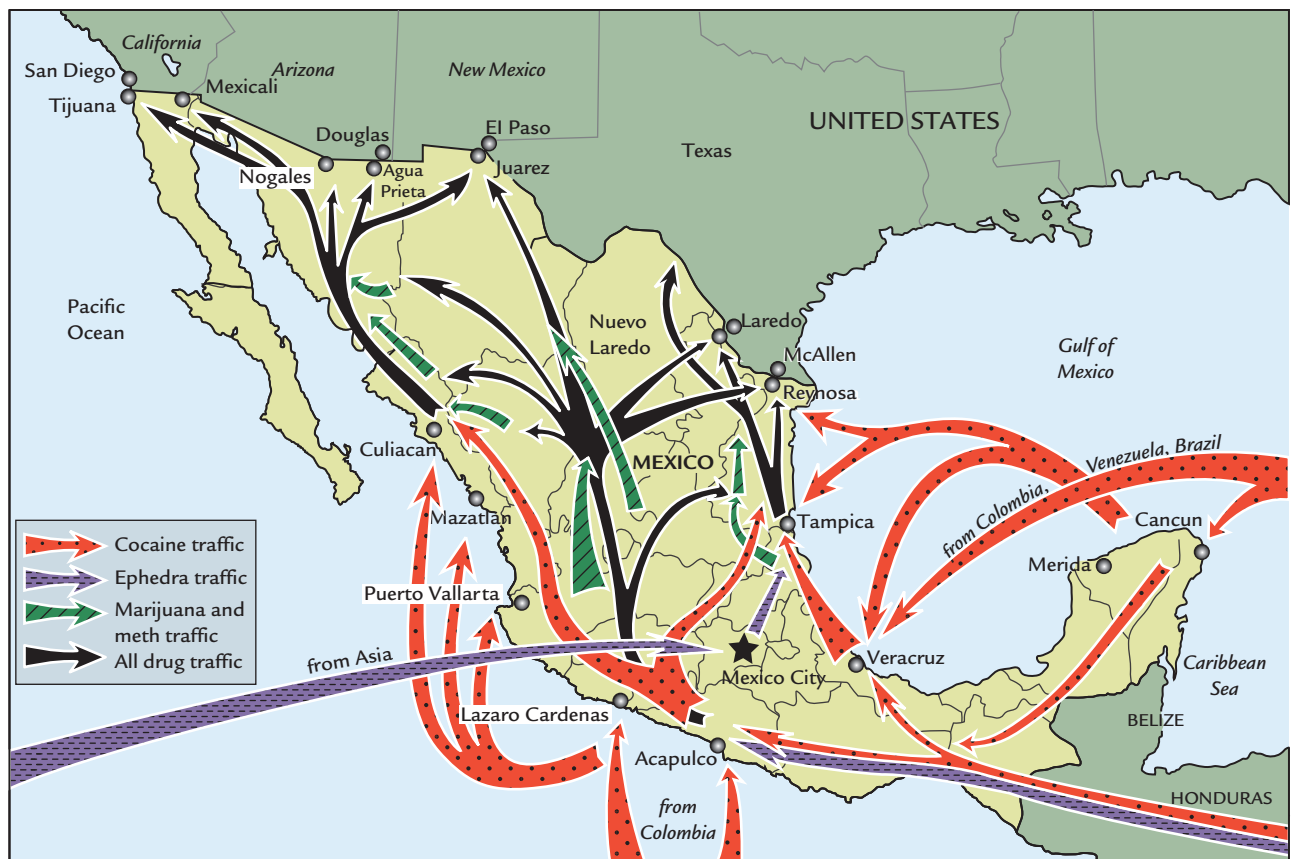 California
Arizona
New Mexico
San Diego
Tijuana
Mexicali
Douglas
El Paso
Nogales
Agua
Prieta
Juarez
Texas
UNITED STATES
Pacific
Ocean
Nuevo
Laredo
Laredo
McAllen
Reynosa
Gulf of
Mexico
Culiacan
MEXICO
from Colombia, Venezuela, Brazil
Mazatlán
Tampica
Cancun
Merida
Cocaine traffic
Ephedra traffic
Marijuana and
meth traffic
All drug traffic
Puerto Vallarta
from Asia
Mexico City
Veracruz
Caribbean
Sea
Lazaro Cardenas
BELIZE
Acapulco
HONDURAS
from
Colombia